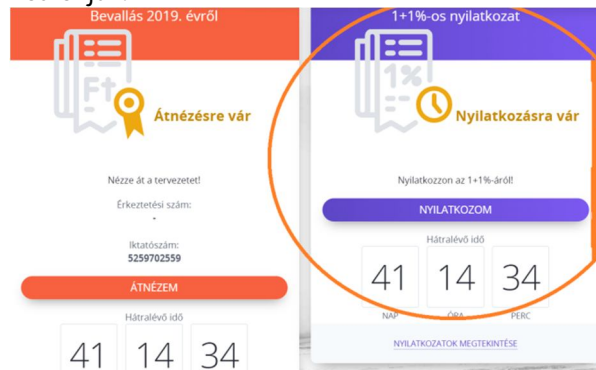 Bevallás 2019. évről
Ft
Átnézésre vár
Nézze át a tervezetet!
Érkeztetési szám:
-
Iktatószám:
5259702559
ÁTNÉZEM
Hátralévő idő
41 14 34
1+1%-os nyilatkozat
1%
Nyilatkozásra vár
Nyilatkozzon az 1+1%-áról!
NYILATKOZOM
Hátralévő idő
41 14 34
NAP ÓRA PERC
NYILATKOZATOK MEGTEKINTÉSE